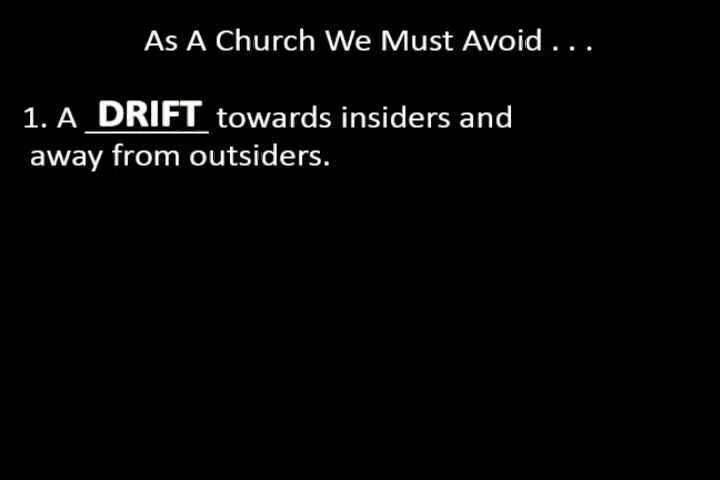 As A Church We Must Avoid . . .
1. A DRIFT towards insiders and
away from outsiders.